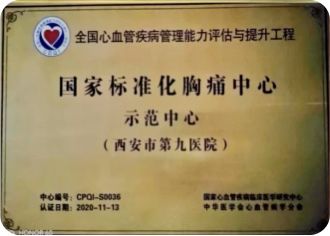 全国心血管疾病管理能力评估与提升工程
国家标准化胸痛中心
示范中心
（西安市第九医院）
中心编号：CPQI-S0036
认证日期：2020-11-13
国家心血管疾病临床医学研究中心
中华医学会心血管病学分会